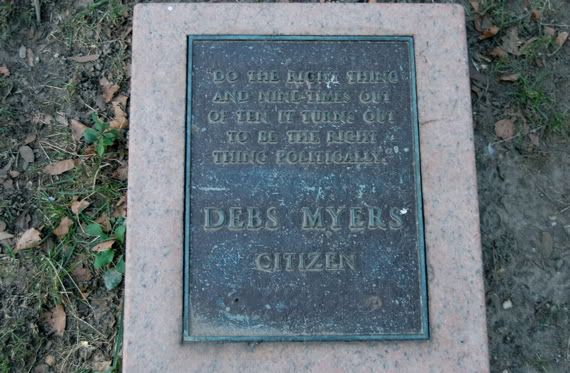 "DO THE RIGHT THING
AND NINE TIMES OUT
OF TEN IT TURNS OUT
TO BE THE RIGHT
THING POLITICALLY."
DEBS MYERS
CITIZEN